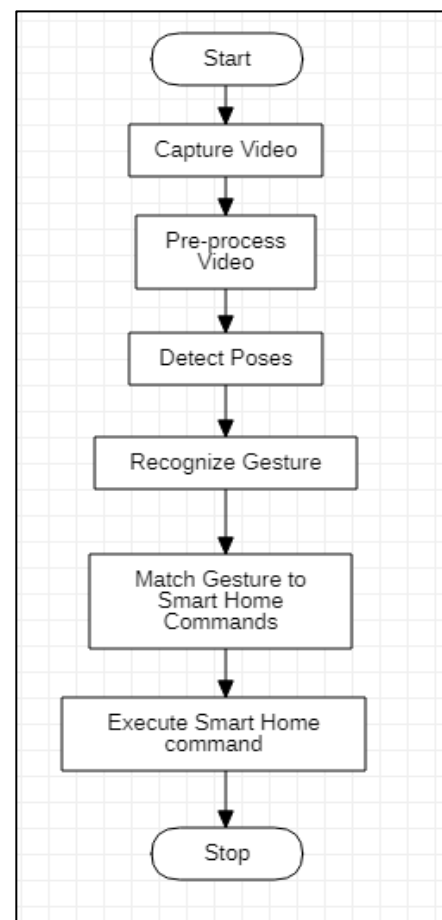 Start
Capture Video
Pre-process
Video
Detect Poses
Recognize Gesture
Match Gesture to
Smart Home
Commands
Execute Smart Home
command
Stop